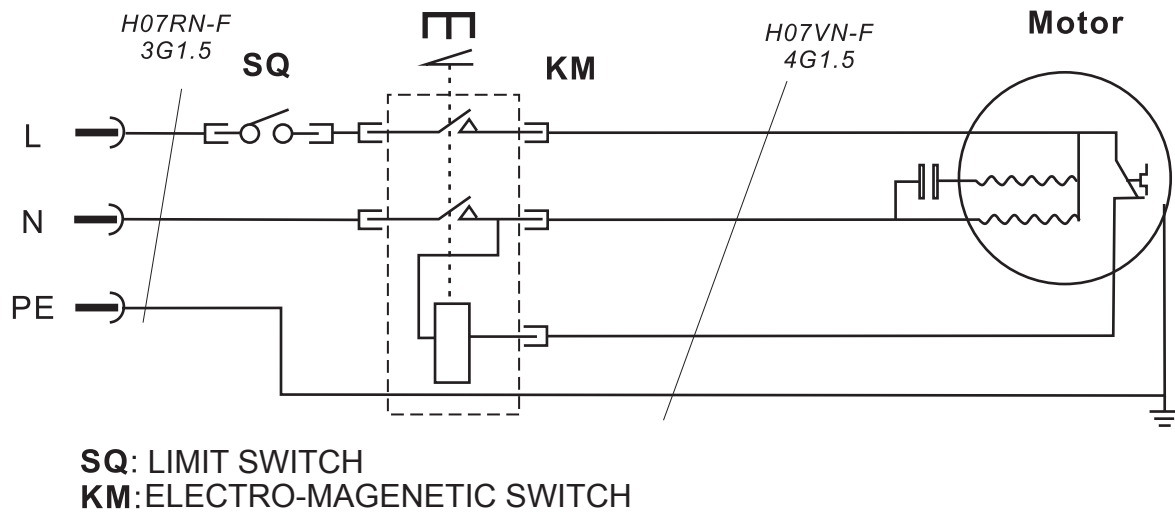 H07RN-F
3G1.5
SQ
KM
H07VN-F
4G1.5
Motor
L
N
PE
SQ: LIMIT SWITCH
KM:ELECTRO-MAGENETIC SWITCH